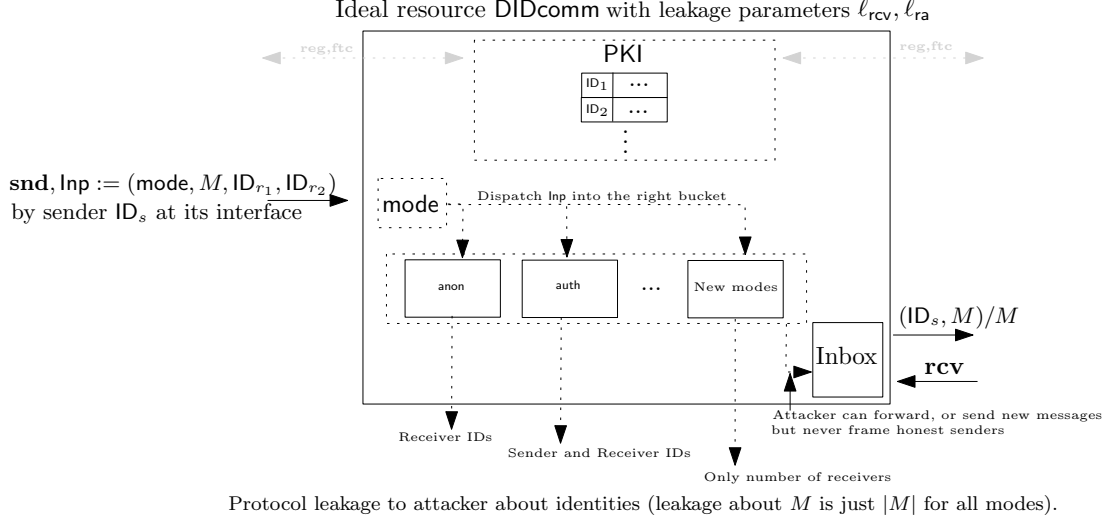 Ideal resource DIDcomm with leakage parameters ℓ_rcv, ℓ_ra
reg,ftc
PKI
reg,ftc
ID₁ ...
ID₂ ...
⋮
snd, Inp := (mode, M, ID_r₁, ID_r₂)
by sender ID_s at its interface
mode
Dispatch Inp into the right bucket
anon
auth
...
New modes
(ID_s, M)/M
Inbox
rcv
Attacker can forward, or send new messages
but never frame honest senders
Receiver IDs
Sender and Receiver IDs
Only number of receivers
Protocol leakage to attacker about identities (leakage about M is just |M| for all modes).